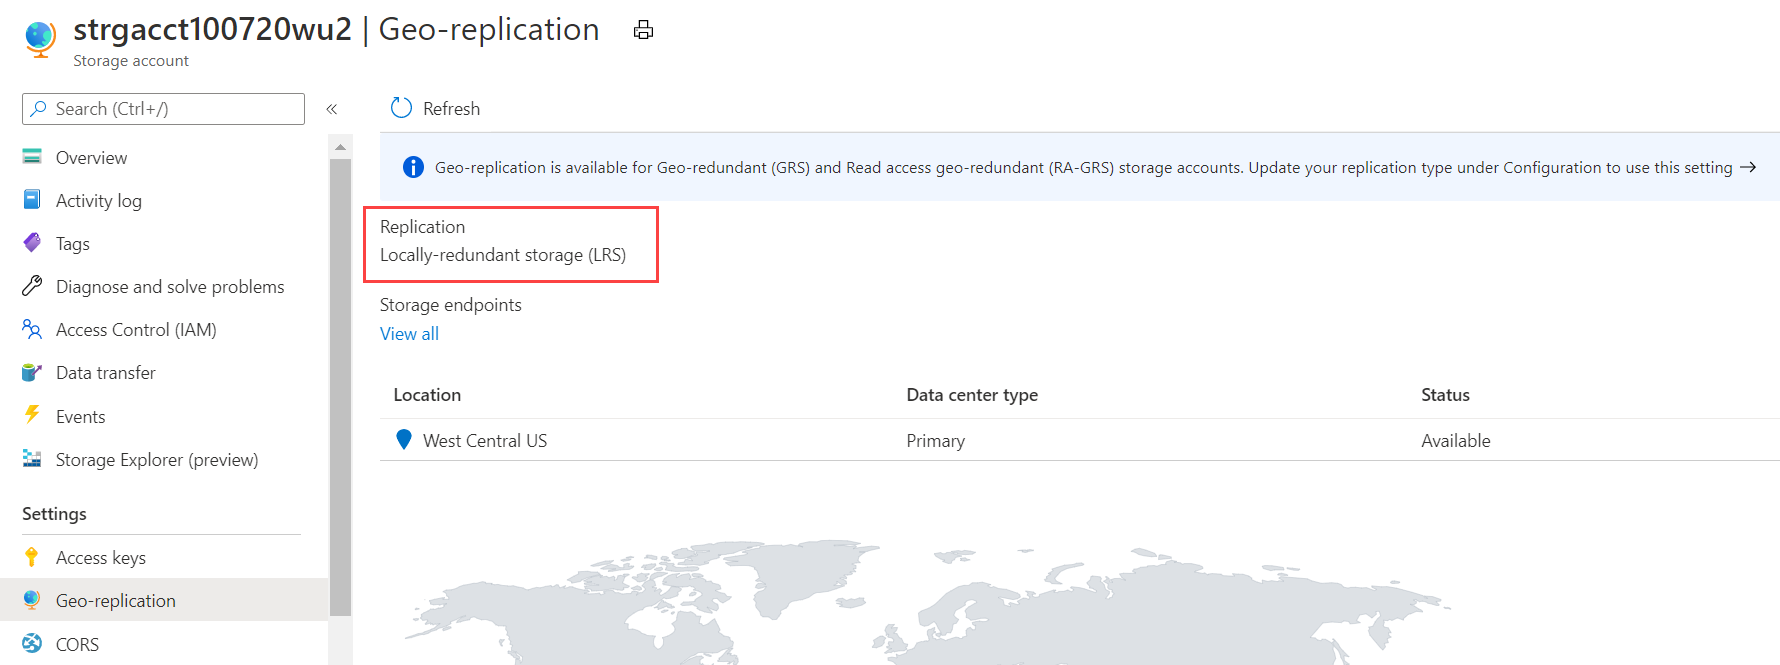 strgacct100720wu2 | Geo-replication
Storage account
Search (Ctrl+/)
«
Overview
Activity log
Tags
Diagnose and solve problems
Access Control (IAM)
Data transfer
Events
Storage Explorer (preview)
Settings
Access keys
Geo-replication
CORS
Refresh
Geo-replication is available for Geo-redundant (GRS) and Read access geo-redundant (RA-GRS) storage accounts. Update your replication type under Configuration to use this setting →
Replication
Locally-redundant storage (LRS)
Storage endpoints
View all
Location Data center type Status
West Central US Primary Available